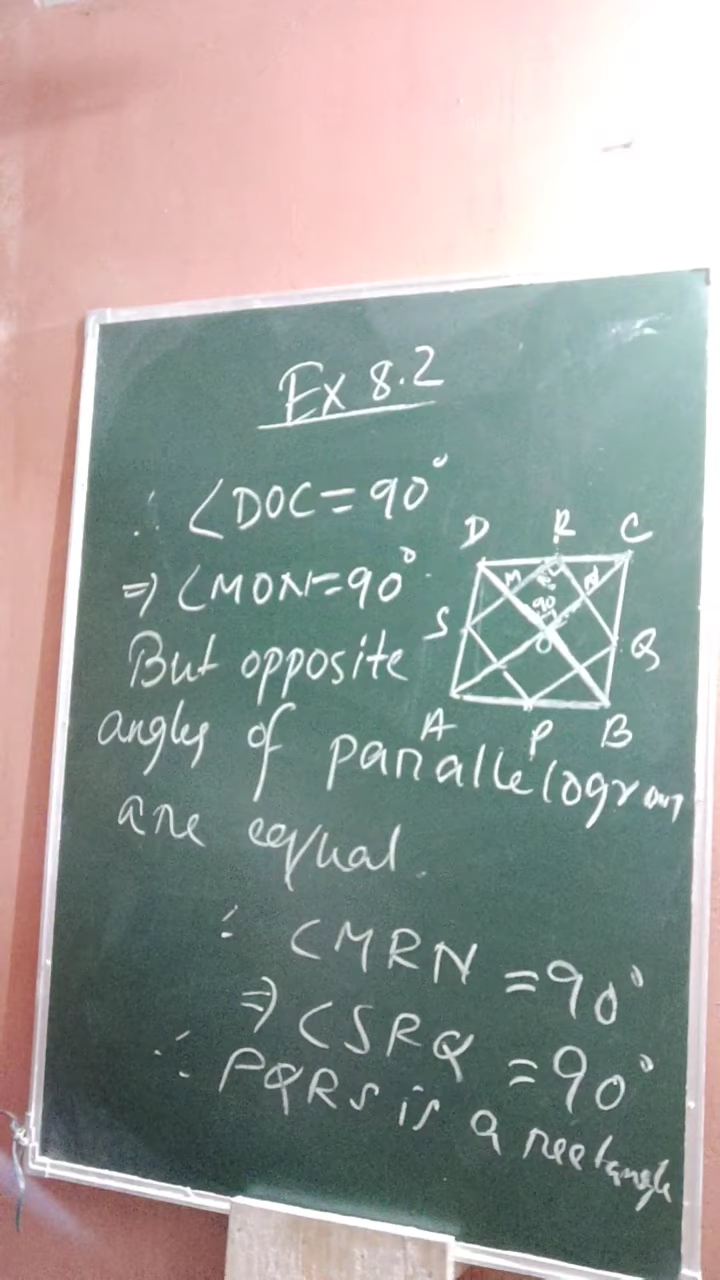 Ex 8.2
∴ ∠DOC = 90°
⇒ ∠MON = 90°.
But opposite
angles of parallelogram
are equal.
∴ ∠MRN = 90°
⇒ ∠SRQ = 90°
∴ PQRS is a rectangle
D R C
M N
90
S O Q
A P B